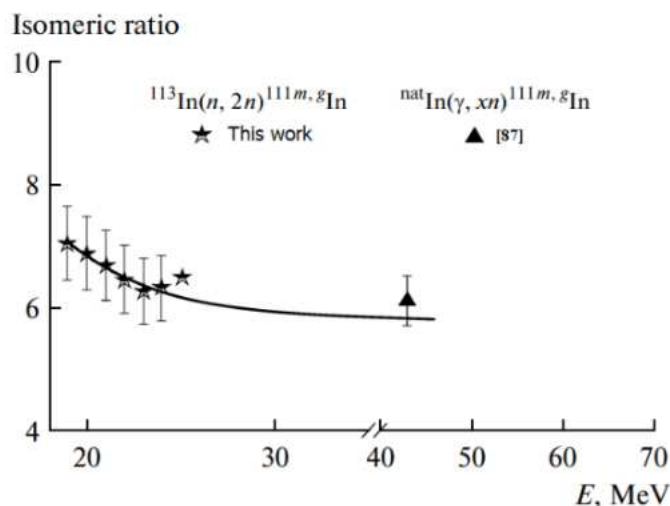 Isomeric ratio
10
¹¹³In(n, 2n)¹¹¹ᵐ, ᵍIn
ⁿᵃᵗIn(γ, xn)¹¹¹ᵐ, ᵍIn
This work
[87]
8
6
4
20
30
40
50
60
70
E, MeV